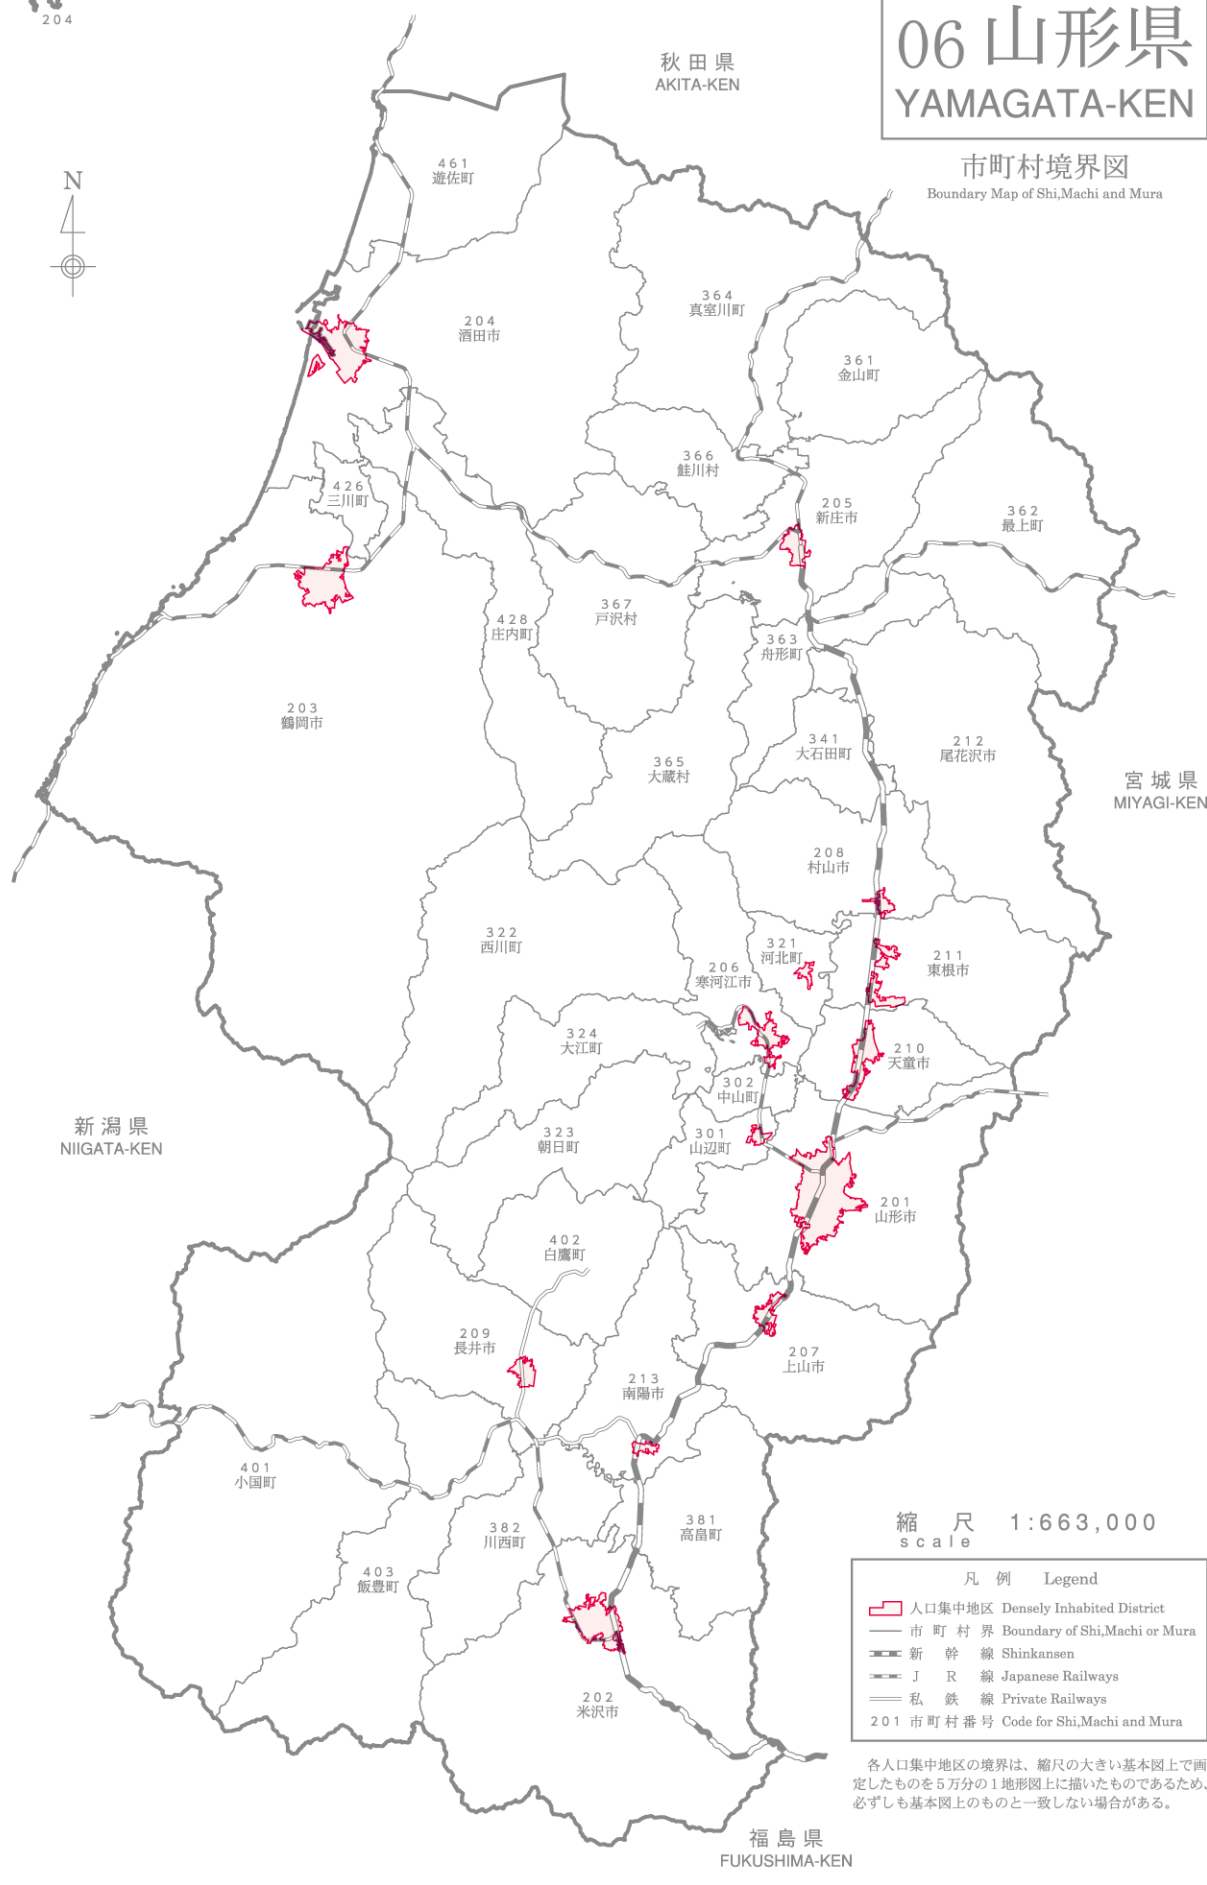 204
06 山形県
YAMAGATA-KEN
秋田県
AKITA-KEN
市町村境界図
Boundary Map of Shi,Machi and Mura
N
461
遊佐町
364
真室川町
204
酒田市
361
金山町
366
鮭川村
426
三川町
205
新庄市
362
最上町
367
戸沢村
428
庄内町
363
舟形町
203
鶴岡市
341
大石田町
212
尾花沢市
365
大蔵村
宮城県
MIYAGI-KEN
208
村山市
322
西川町
321
河北町
211
東根市
206
寒河江市
324
大江町
210
天童市
302
中山町
新潟県
NIIGATA-KEN
323
朝日町
301
山辺町
201
山形市
402
白鷹町
209
長井市
207
上山市
213
南陽市
401
小国町
381
高畠町
382
川西町
403
飯豊町
202
米沢市
縮尺 1:663,000
scale
凡例 Legend
人口集中地区 Densely Inhabited District
市町村界 Boundary of Shi,Machi or Mura
新幹線 Shinkansen
JR線 Japanese Railways
私鉄線 Private Railways
201 市町村番号 Code for Shi,Machi and Mura
各人口集中地区の境界は、縮尺の大きい基本図上で画
定したものを5万分の1地形図上に描いたものであるため、
必ずしも基本図上のものと一致しない場合がある。
福島県
FUKUSHIMA-KEN